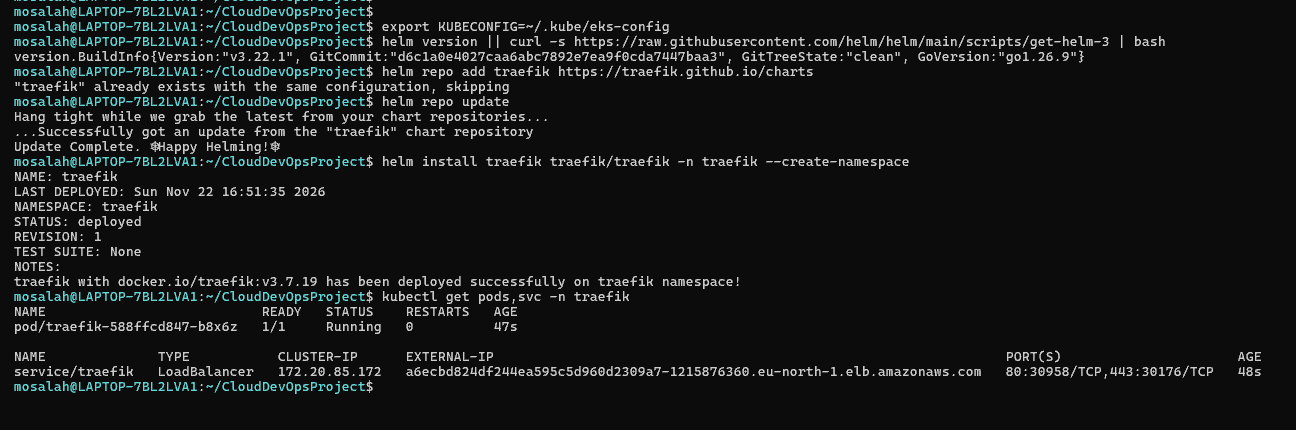 mosalah@LAPTOP-7BL2LVA1:~/CloudDevOpsProject$
mosalah@LAPTOP-7BL2LVA1:~/CloudDevOpsProject$ export KUBECONFIG=~/.kube/eks-config
mosalah@LAPTOP-7BL2LVA1:~/CloudDevOpsProject$ helm version || curl -s https://raw.githubusercontent.com/helm/helm/main/scripts/get-helm-3 | bash
version.BuildInfo{Version:"v3.22.1", GitCommit:"d6c1a0e4027caa6abc7892e7ea9f0cda7447baa3", GitTreeState:"clean", GoVersion:"go1.26.9"}
mosalah@LAPTOP-7BL2LVA1:~/CloudDevOpsProject$ helm repo add traefik https://traefik.github.io/charts
"traefik" already exists with the same configuration, skipping
mosalah@LAPTOP-7BL2LVA1:~/CloudDevOpsProject$ helm repo update
Hang tight while we grab the latest from your chart repositories...
...Successfully got an update from the "traefik" chart repository
Update Complete. ⎈Happy Helming!⎈
mosalah@LAPTOP-7BL2LVA1:~/CloudDevOpsProject$ helm install traefik traefik/traefik -n traefik --create-namespace
NAME: traefik
LAST DEPLOYED: Sun Nov 22 16:51:35 2026
NAMESPACE: traefik
STATUS: deployed
REVISION: 1
TEST SUITE: None
NOTES:
traefik with docker.io/traefik:v3.7.19 has been deployed successfully on traefik namespace!
mosalah@LAPTOP-7BL2LVA1:~/CloudDevOpsProject$ kubectl get pods,svc -n traefik
NAME READY STATUS RESTARTS AGE
pod/traefik-588ffcd847-b8x6z 1/1 Running 0 47s
NAME TYPE CLUSTER-IP EXTERNAL-IP PORT(S) AGE
service/traefik LoadBalancer 172.20.85.172 a6ecbd824df244ea595c5d960d2309a7-1215876360.eu-north-1.elb.amazonaws.com 80:30958/TCP,443:30176/TCP 48s
mosalah@LAPTOP-7BL2LVA1:~/CloudDevOpsProject$